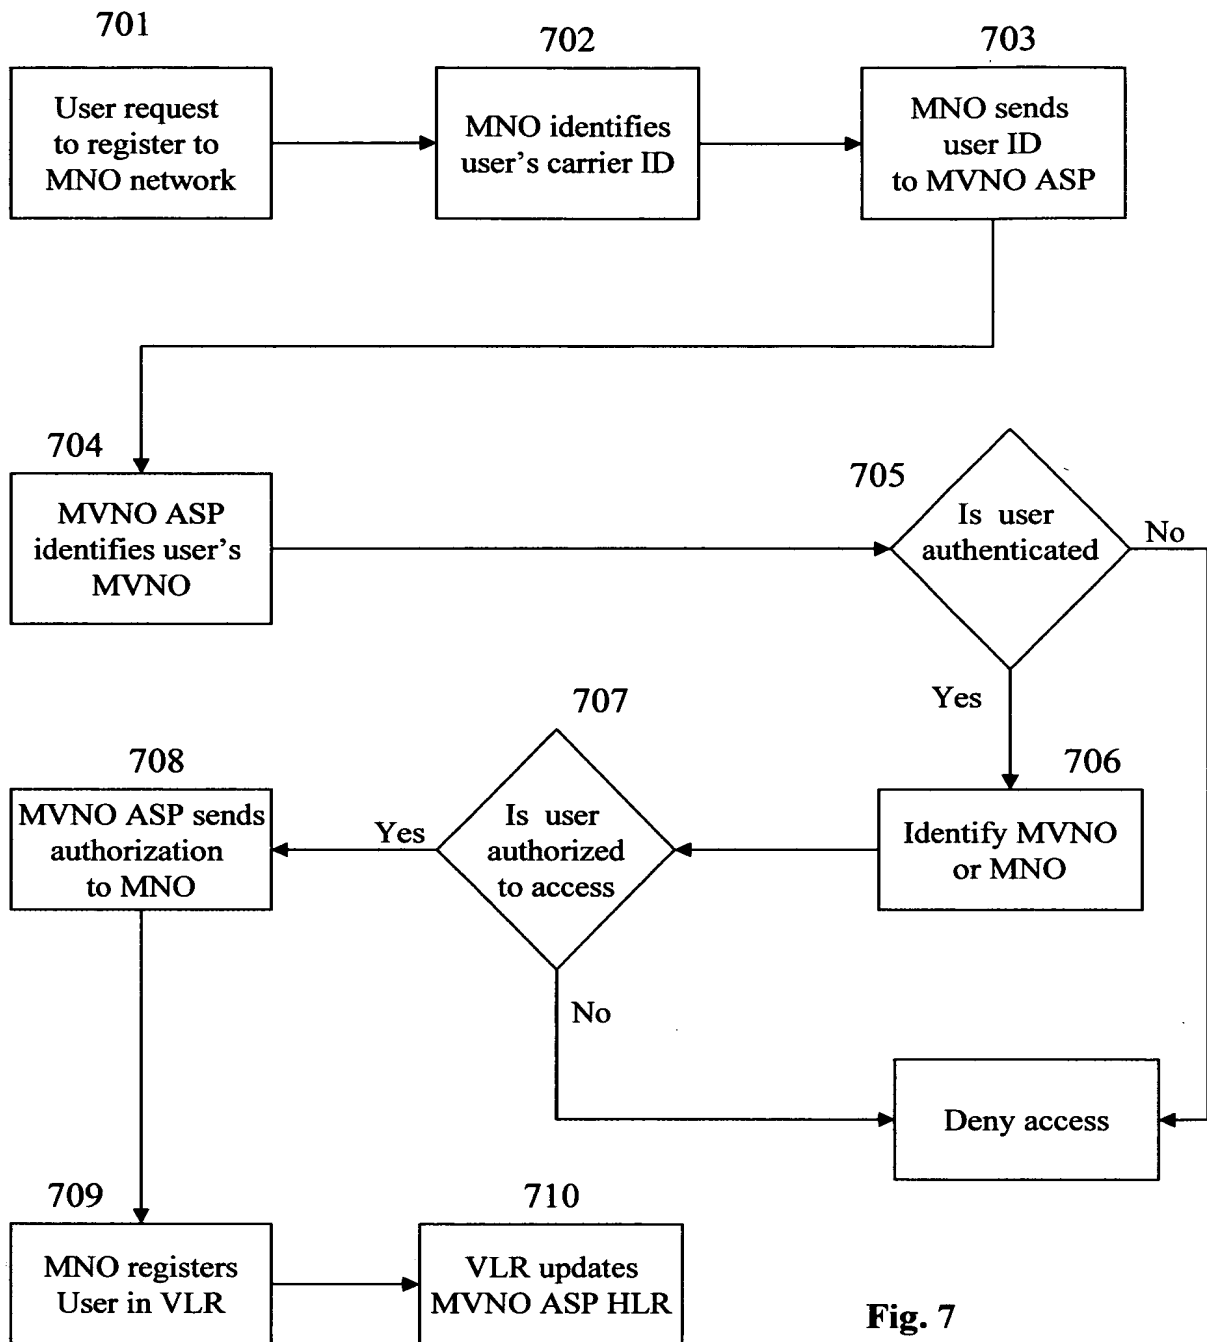 701
User request
to register to
MNO network
702
MNO identifies
user's carrier ID
703
MNO sends
user ID
to MVNO ASP
704
MVNO ASP
identifies user's
MVNO
705
Is user
authenticated
No
Yes
706
Identify MVNO
or MNO
707
Is user
authorized
to access
Yes
No
708
MVNO ASP sends
authorization
to MNO
Deny access
709
MNO registers
User in VLR
710
VLR updates
MVNO ASP HLR
Fig. 7